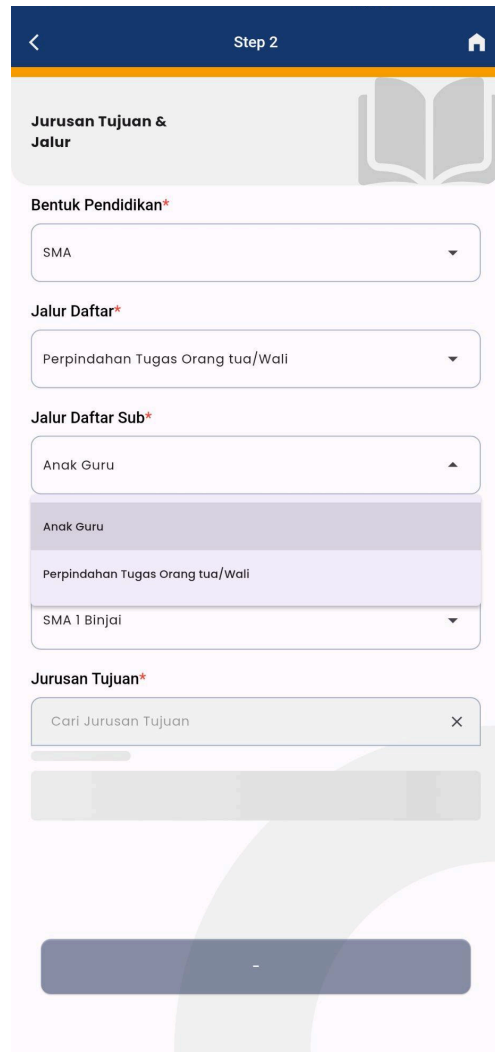 Step 2
Jurusan Tujuan &
Jalur
Bentuk Pendidikan*
SMA
Jalur Daftar*
Perpindahan Tugas Orang tua/Wali
Jalur Daftar Sub*
Anak Guru
Anak Guru
Perpindahan Tugas Orang tua/Wali
SMA 1 Binjai
Jurusan Tujuan*
Cari Jurusan Tujuan
-